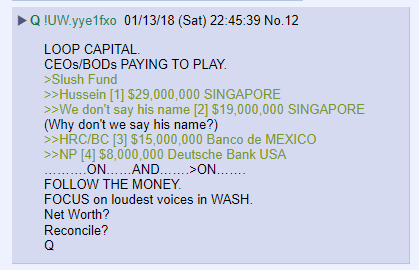 Q !UW.yye1fxo 01/13/18 (Sat) 22:45:39 No.12
LOOP CAPITAL.
CEOs/BODs PAYING TO PLAY.
>Slush Fund
>>Hussein [1] $29,000,000 SINGAPORE
>>We don't say his name [2] $19,000,000 SINGAPORE
(Why don't we say his name?)
>>HRC/BC [3] $15,000,000 Banco de MEXICO
>>NP [4] $8,000,000 Deutsche Bank USA
……….ON……AND…….>ON…….
FOLLOW THE MONEY.
FOCUS on loudest voices in WASH.
Net Worth?
Reconcile?
Q